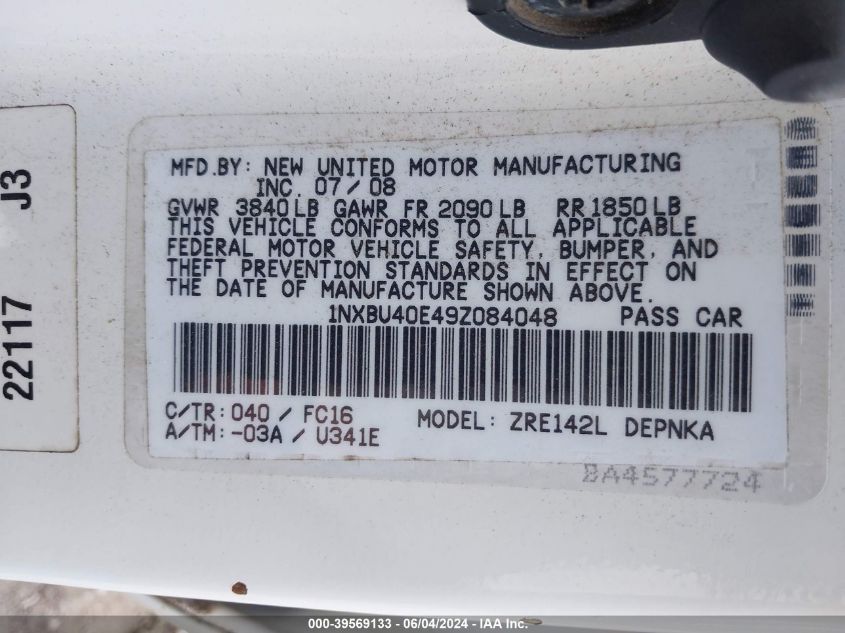 MFD.BY: NEW UNITED MOTOR MANUFACTURING
INC. 07/08
GVWR 3840LB GAWR FR 2090LB RR 1850LB
THIS VEHICLE CONFORMS TO ALL APPLICABLE
FEDERAL MOTOR VEHICLE SAFETY, BUMPER, AND
THEFT PREVENTION STANDARDS IN EFFECT ON
THE DATE OF MANUFACTURE SHOWN ABOVE.
1NXBU40E49Z084048 PASS CAR
C/TR: 040 / FC16 MODEL: ZRE142L DEPNKA
A/TM: -03A / U341E
BA4577724
22117 J3
000-39569133 - 06/04/2024 - IAA Inc.